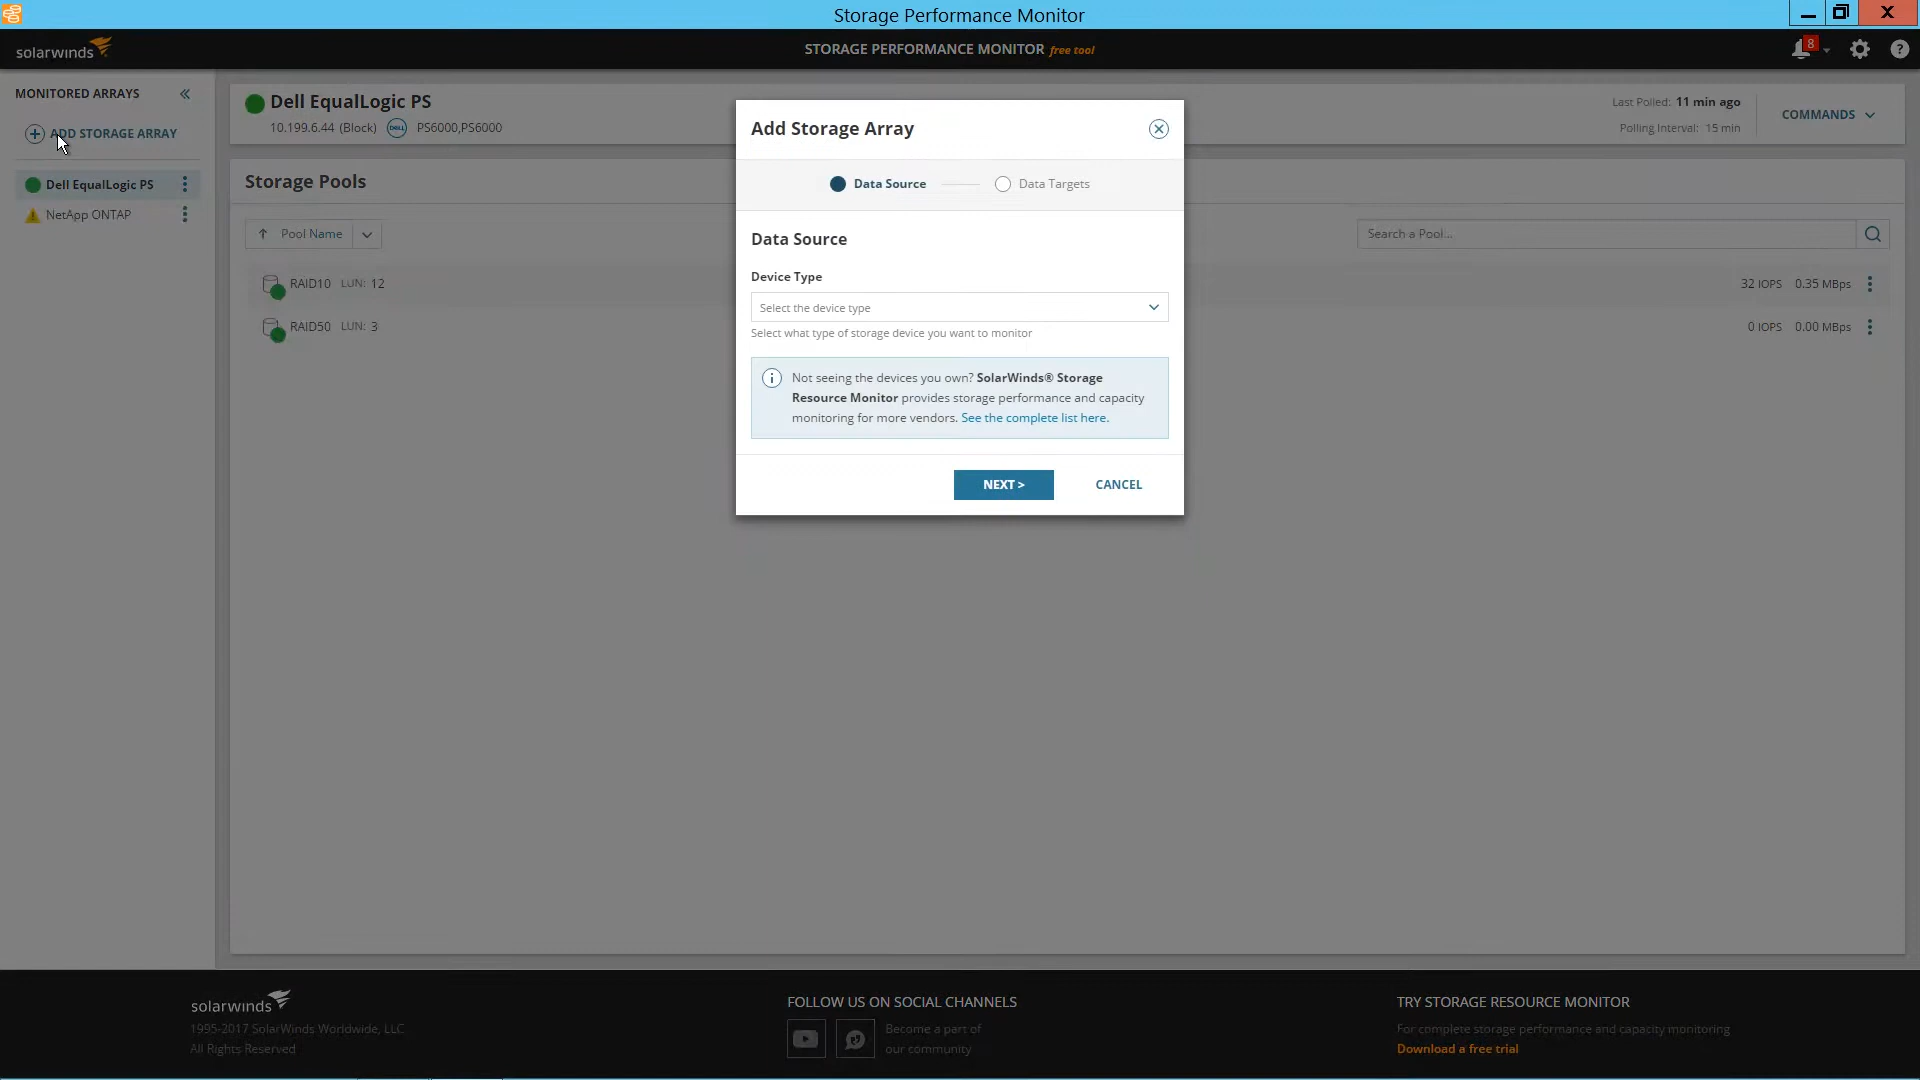 Storage Performance Monitor
solarwinds
STORAGE PERFORMANCE MONITOR free tool
8
?
MONITORED ARRAYS
ADD STORAGE ARRAY
Dell EqualLogic PS
NetApp ONTAP
Dell EqualLogic PS
10.199.6.44 (Block) DELL PS6000,PS6000
Last Polled: 11 min ago
Polling Interval: 15 min
COMMANDS
Storage Pools
Pool Name
Search a Pool...
RAID10 LUN: 12
32 IOPS 0.35 MBps
RAID50 LUN: 3
0 IOPS 0.00 MBps
Add Storage Array
Data Source
Data Targets
Data Source
Device Type
Select the device type
Select what type of storage device you want to monitor
Not seeing the devices you own? SolarWinds® Storage
Resource Monitor provides storage performance and capacity
monitoring for more vendors. See the complete list here.
NEXT >
CANCEL
solarwinds
1995-2017 SolarWinds Worldwide, LLC
All Rights Reserved
FOLLOW US ON SOCIAL CHANNELS
Become a part of
our community
TRY STORAGE RESOURCE MONITOR
For complete storage performance and capacity monitoring
Download a free trial